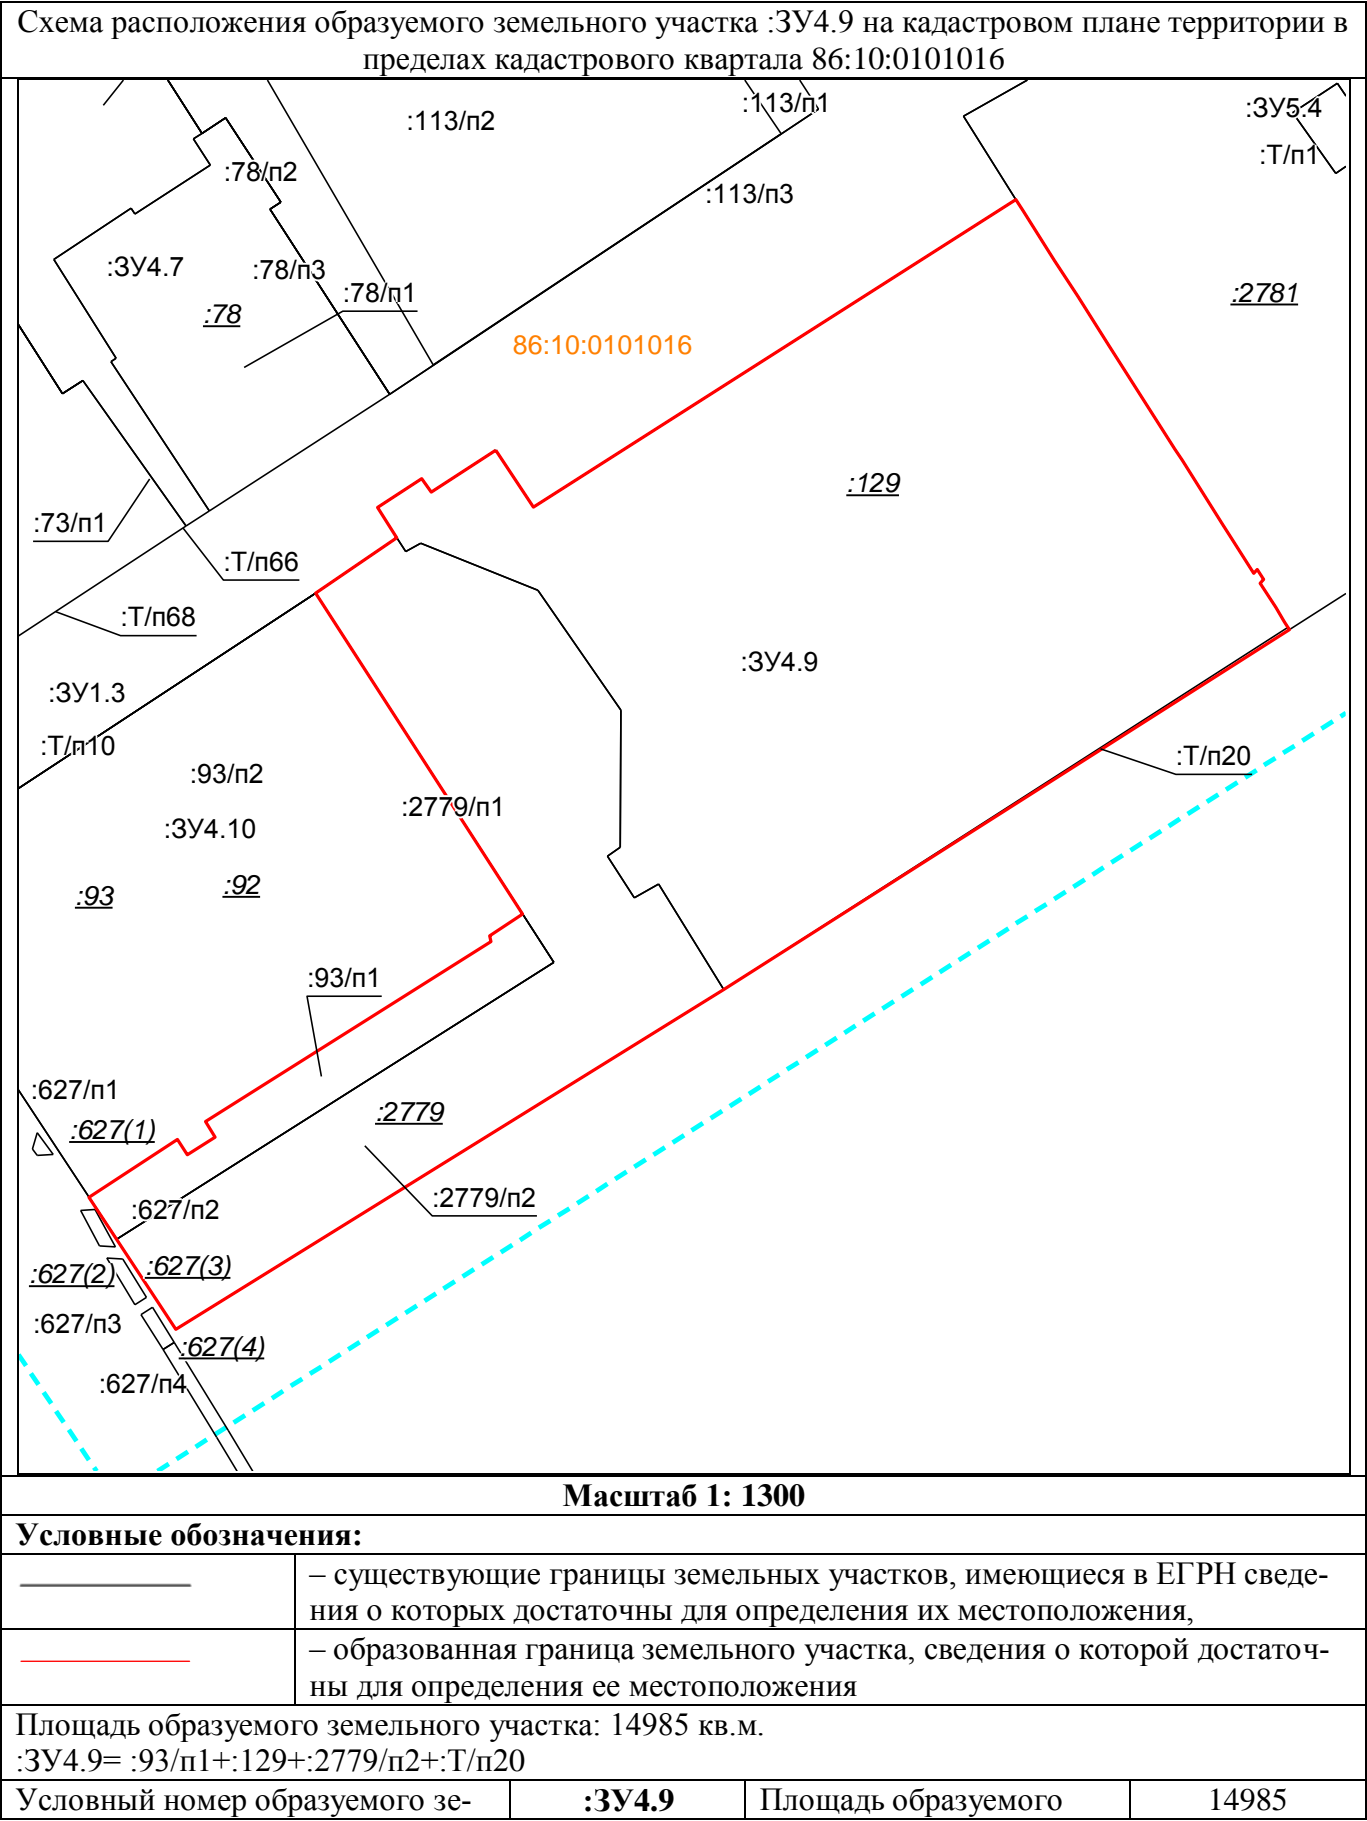 Схема расположения образуемого земельного участка :ЗУ4.9 на кадастровом плане территории в
пределах кадастрового квартала 86:10:0101016
:113/п2
:113/п1
:ЗУ5.4
:Т/п1
:78/п2
:113/п3
:ЗУ4.7
:78/п3
:78/п1
:78
:2781
86:10:0101016
:129
:73/п1
:Т/п66
:Т/п68
:ЗУ4.9
:ЗУ1.3
:Т/п10
:Т/п20
:93/п2
:2779/п1
:ЗУ4.10
:93
:92
:93/п1
:627/п1
:627(1)
:2779
:2779/п2
:627/п2
:627(2)
:627(3)
:627/п3
:627(4)
:627/п4
Масштаб 1: 1300
Условные обозначения:
– существующие границы земельных участков, имеющиеся в ЕГРН сведе-
ния о которых достаточны для определения их местоположения,
– образованная граница земельного участка, сведения о которой достаточ-
ны для определения ее местоположения
Площадь образуемого земельного участка: 14985 кв.м.
:ЗУ4.9= :93/п1+:129+:2779/п2+:Т/п20
Условный номер образуемого зе- :ЗУ4.9 Площадь образуемого 14985